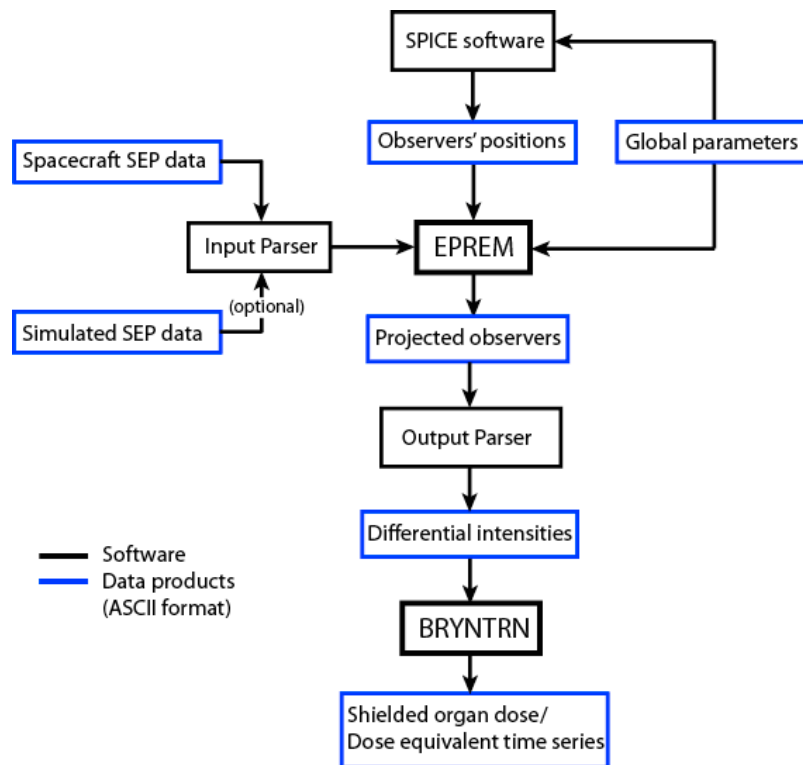 SPICE software
Observers' positions
Global parameters
Spacecraft SEP data
Input Parser
EPREM
(optional)
Simulated SEP data
Projected observers
Output Parser
Differential intensities
Software
Data products
(ASCII format)
BRYNTRN
Shielded organ dose/
Dose equivalent time series